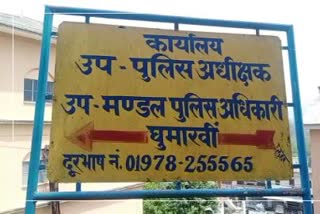 कार्यालय
उप - पुलिस अधीक्षक
उप - मण्डल पुलिस अधिकारी
घुमारवीं
दूरभाष नं. 01978-255565